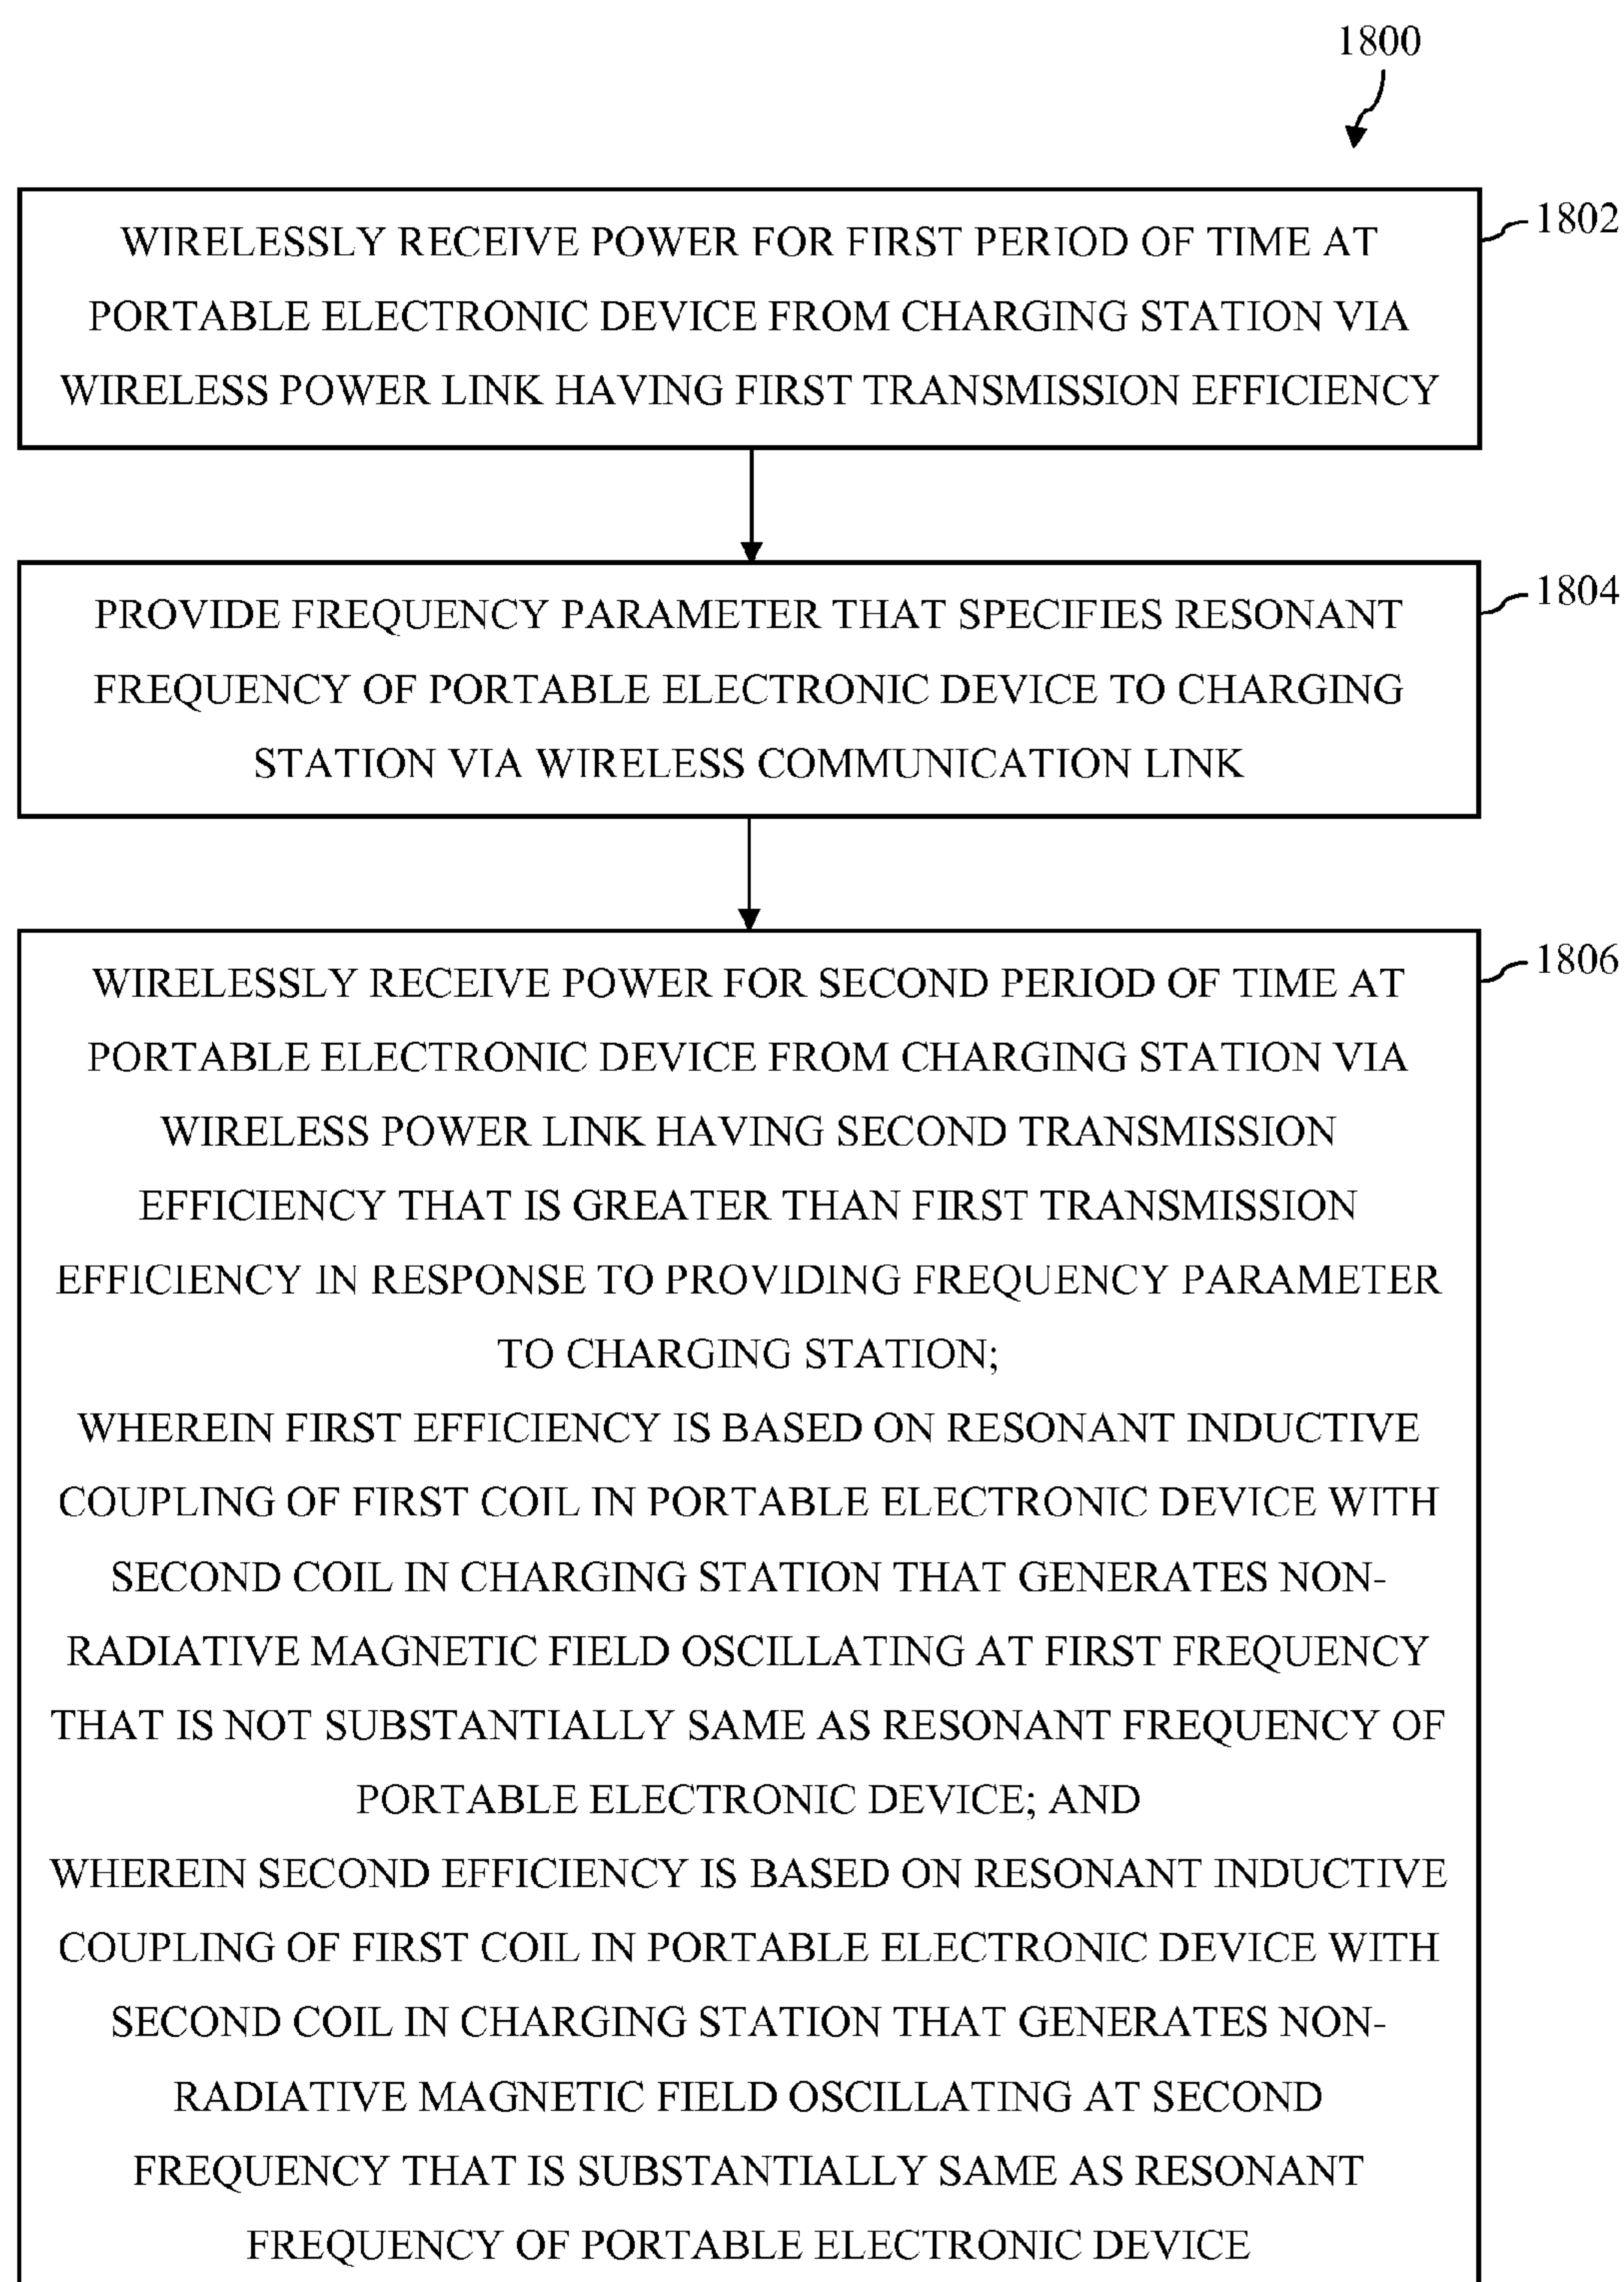 1800
1802
WIRELESSLY RECEIVE POWER FOR FIRST PERIOD OF TIME AT
PORTABLE ELECTRONIC DEVICE FROM CHARGING STATION VIA
WIRELESS POWER LINK HAVING FIRST TRANSMISSION EFFICIENCY
1804
PROVIDE FREQUENCY PARAMETER THAT SPECIFIES RESONANT
FREQUENCY OF PORTABLE ELECTRONIC DEVICE TO CHARGING
STATION VIA WIRELESS COMMUNICATION LINK
1806
WIRELESSLY RECEIVE POWER FOR SECOND PERIOD OF TIME AT
PORTABLE ELECTRONIC DEVICE FROM CHARGING STATION VIA
WIRELESS POWER LINK HAVING SECOND TRANSMISSION
EFFICIENCY THAT IS GREATER THAN FIRST TRANSMISSION
EFFICIENCY IN RESPONSE TO PROVIDING FREQUENCY PARAMETER
TO CHARGING STATION;
WHEREIN FIRST EFFICIENCY IS BASED ON RESONANT INDUCTIVE
COUPLING OF FIRST COIL IN PORTABLE ELECTRONIC DEVICE WITH
SECOND COIL IN CHARGING STATION THAT GENERATES NON-
RADIATIVE MAGNETIC FIELD OSCILLATING AT FIRST FREQUENCY
THAT IS NOT SUBSTANTIALLY SAME AS RESONANT FREQUENCY OF
PORTABLE ELECTRONIC DEVICE; AND
WHEREIN SECOND EFFICIENCY IS BASED ON RESONANT INDUCTIVE
COUPLING OF FIRST COIL IN PORTABLE ELECTRONIC DEVICE WITH
SECOND COIL IN CHARGING STATION THAT GENERATES NON-
RADIATIVE MAGNETIC FIELD OSCILLATING AT SECOND
FREQUENCY THAT IS SUBSTANTIALLY SAME AS RESONANT
FREQUENCY OF PORTABLE ELECTRONIC DEVICE